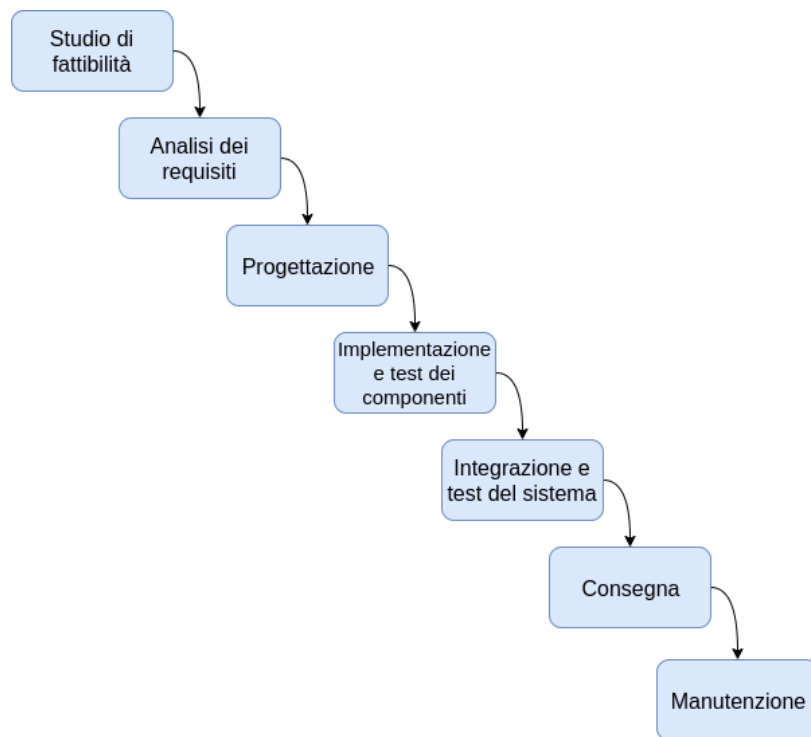 Studio di
fattibilità
Analisi dei
requisiti
Progettazione
Implementazione
e test dei
componenti
Integrazione e
test del sistema
Consegna
Manutenzione